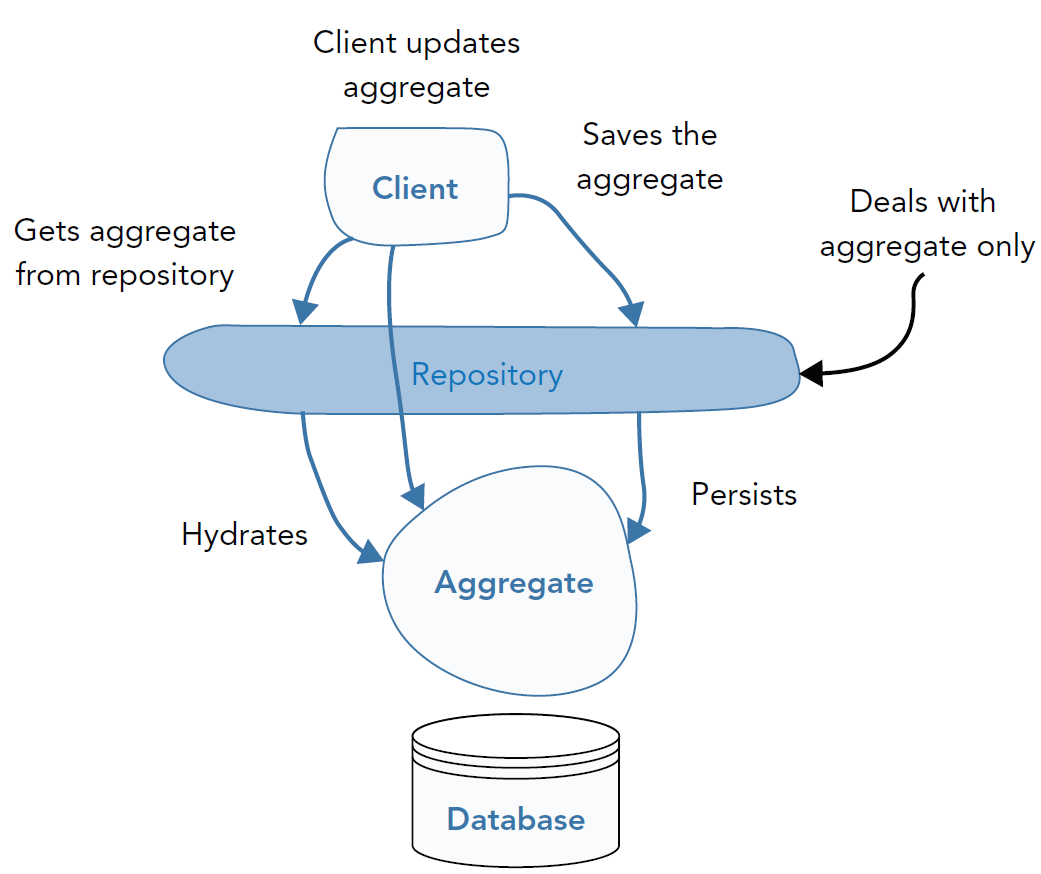 Client updates
aggregate
Saves the
aggregate
Client
Deals with
aggregate only
Gets aggregate
from repository
Repository
Persists
Hydrates
Aggregate
Database